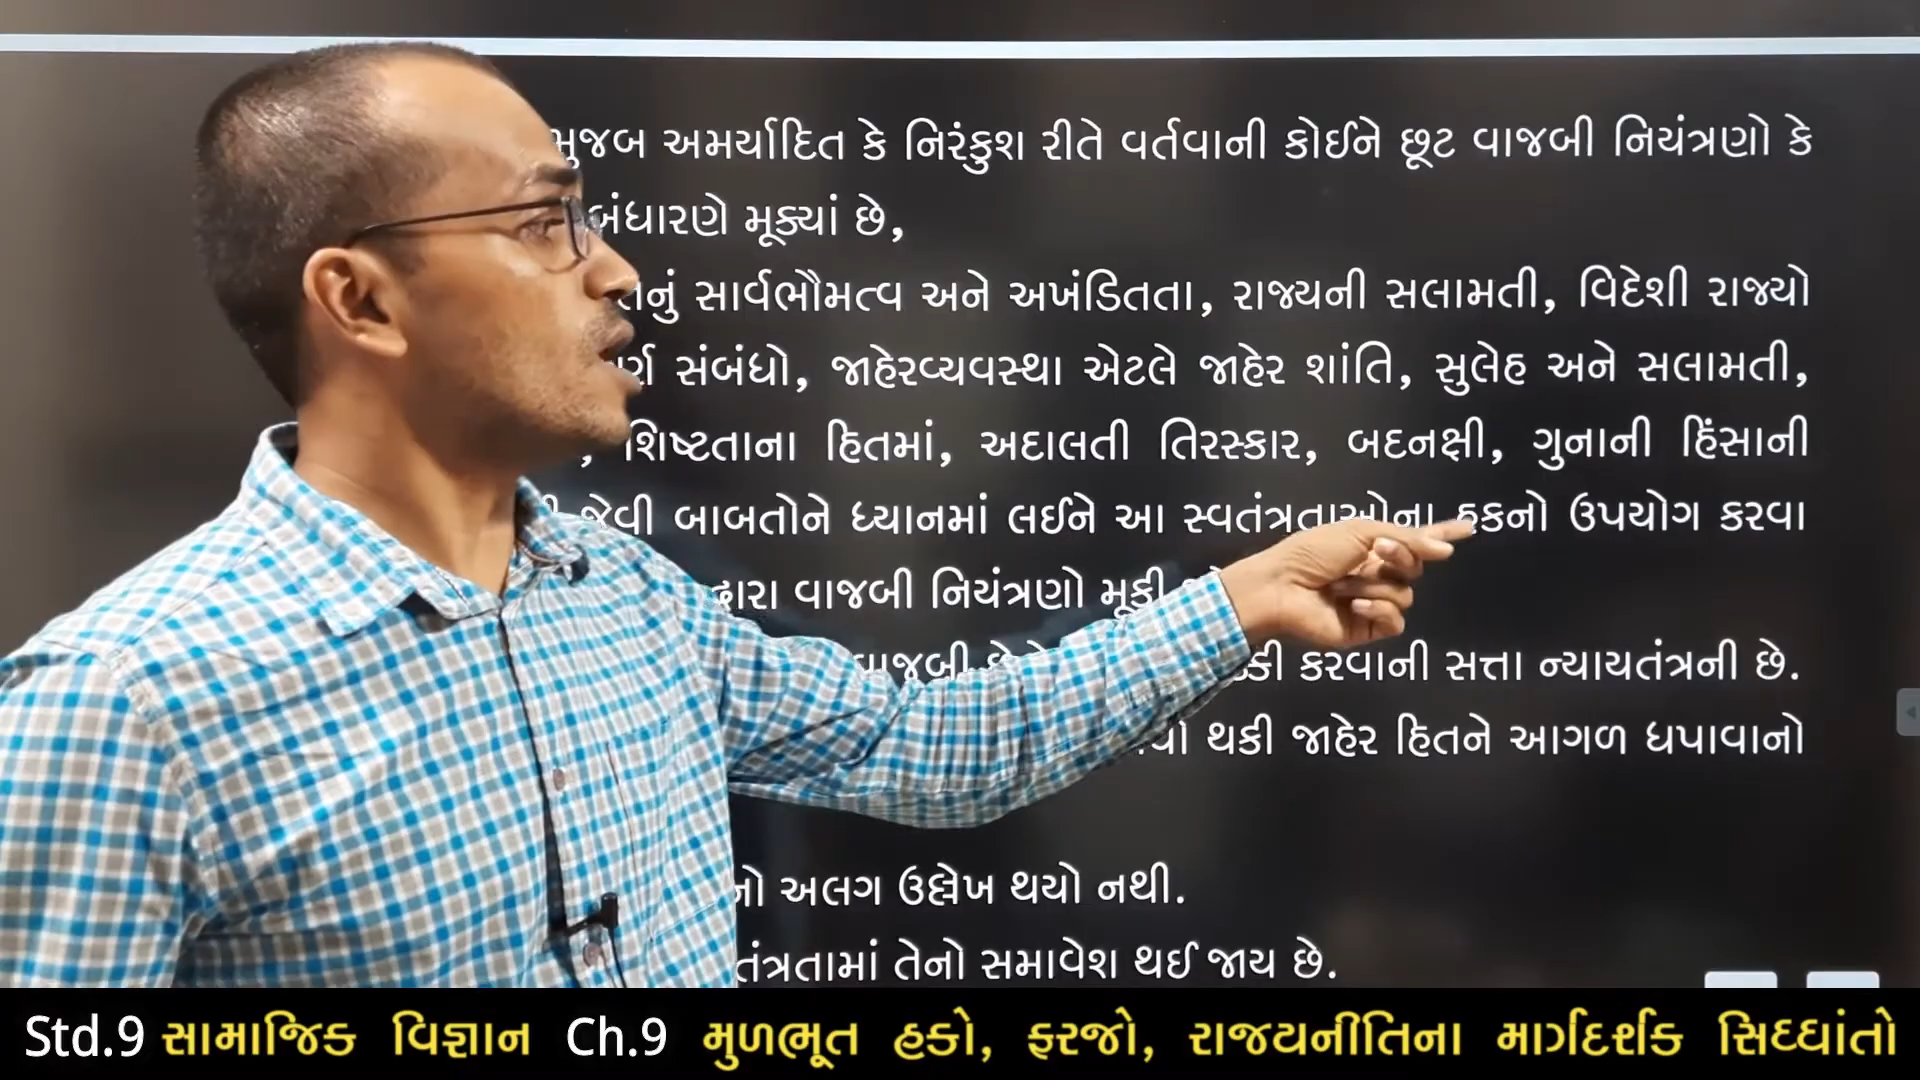 મુજબ અમર્યાદિત કે નિરંકુશ રીતે વર્તવાની કોઈને છૂટ વાજબી નિયંત્રણો કે
બંધારણે મૂક્યાં છે,
સાર્વભૌમત્વ અને અખંડિતતા, રાજ્યની સલામતી, વિદેશી રાજ્યો
સંબંધો, જાહેરવ્યવસ્થા એટલે જાહેર શાંતિ, સુલેહ અને સલામતી,
શિષ્ટતાના હિતમાં, અદાલતી તિરસ્કાર, બદનક્ષી, ગુનાની હિંસાની
જેવી બાબતોને ધ્યાનમાં લઈને આ સ્વતંત્રતાઓના હકનો ઉપયોગ કરવા
દ્વારા વાજબી નિયંત્રણો મૂકી
વાજબી કરવાની સત્તા ન્યાયતંત્રની છે.
થકી જાહેર હિતને આગળ ધપાવાનો
અલગ ઉલ્લેખ થયો નથી.
તેનો સમાવેશ થઈ જાય છે.
Std.9 સામાજિક વિજ્ઞાન Ch.9 મુળભૂત હકો, ફરજો, રાજયનીતિના માર્ગદર્શક સિધ્ધાંતો